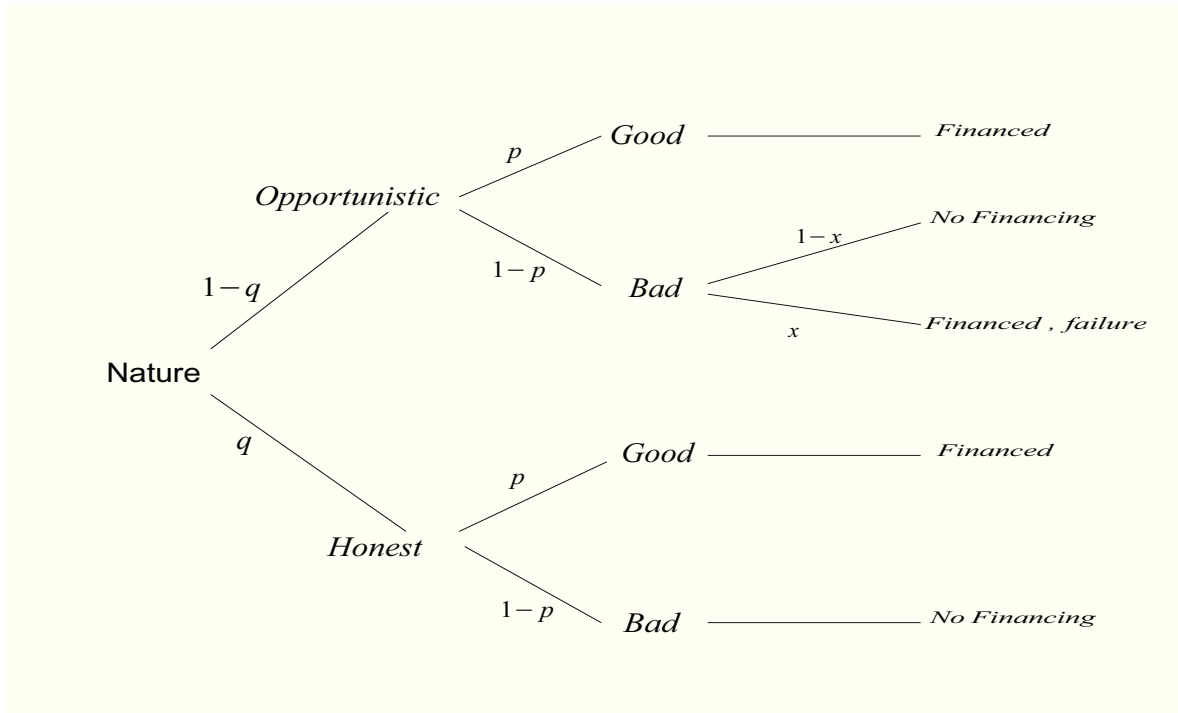 Good
Financed
p
Opportunistic
No Financing
1−x
1−p
Bad
1−q
Financed , failure
x
Nature
q
Good
Financed
p
Honest
1−p
Bad
No Financing